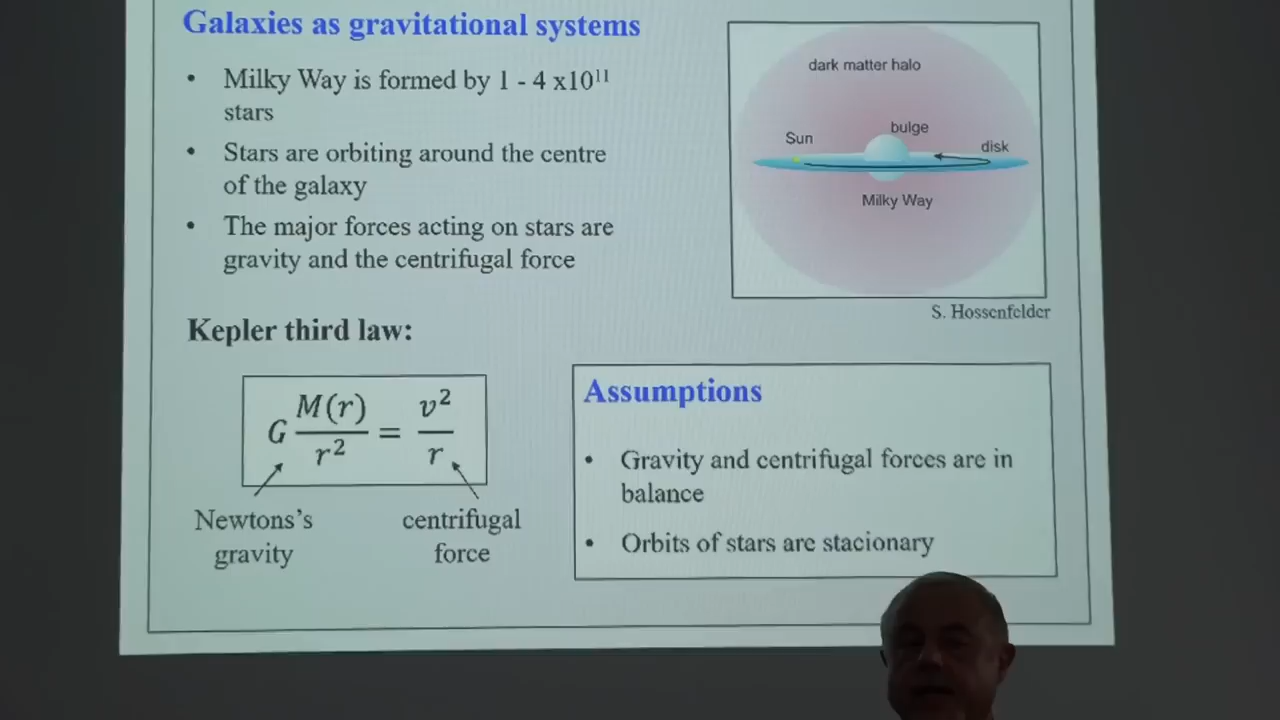 Galaxies as gravitational systems
• Milky Way is formed by 1 - 4 x10¹¹
stars
• Stars are orbiting around the centre
of the galaxy
• The major forces acting on stars are
gravity and the centrifugal force
dark matter halo
bulge
Sun
disk
Milky Way
S. Hossenfelder
Kepler third law:
G M(r)/r² = v²/r
Newtons's
gravity
centrifugal
force
Assumptions
• Gravity and centrifugal forces are in
balance
• Orbits of stars are stacionary